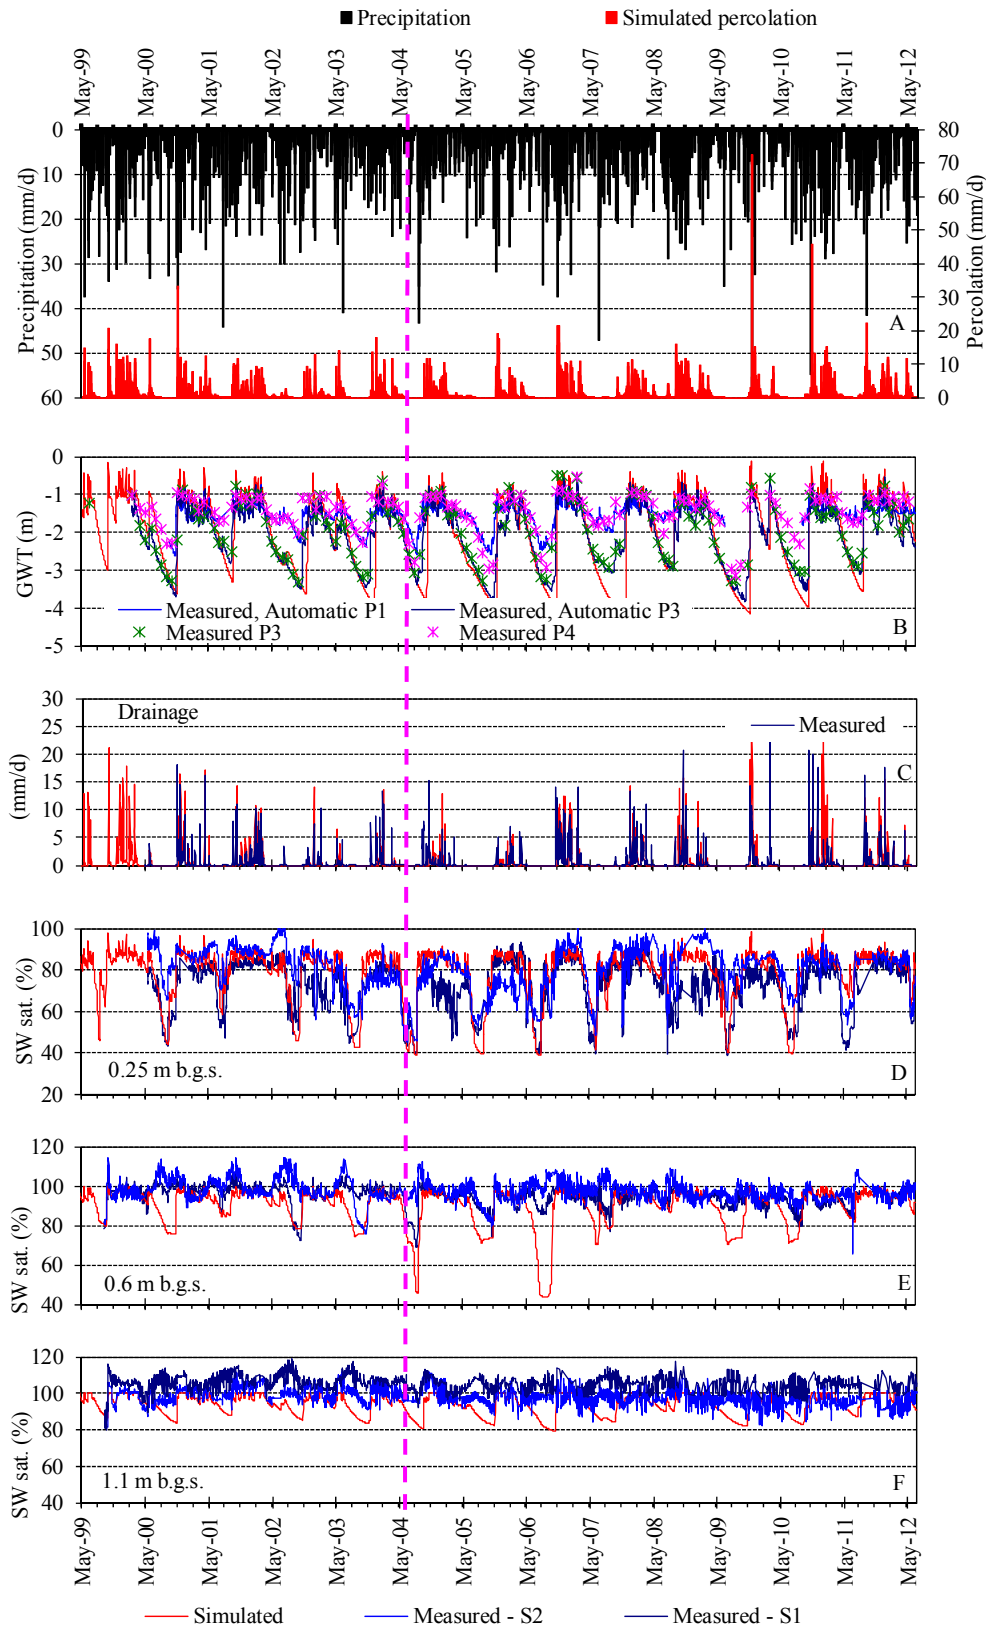 Precipitation Simulated percolation
May-99 May-00 May-01 May-02 May-03 May-04 May-05 May-06 May-07 May-08 May-09 May-10 May-11 May-12
Precipitation (mm/d)
0
10
20
30
40
50
60
Percolation (mm/d)
80
70
60
50
40
30
20
10
0
A
GWT (m)
0
-1
-2
-3
-4
-5
Measured, Automatic P1 Measured, Automatic P3
Measured P3 Measured P4
B
(mm/d)
30
25
20
15
10
5
0
Drainage
Measured
C
SW sat. (%)
100
80
60
40
20
0.25 m b.g.s.
D
SW sat. (%)
120
100
80
60
40
0.6 m b.g.s.
E
SW sat. (%)
120
100
80
60
40
1.1 m b.g.s.
F
May-99 May-00 May-01 May-02 May-03 May-04 May-05 May-06 May-07 May-08 May-09 May-10 May-11 May-12
Simulated Measured - S2 Measured - S1